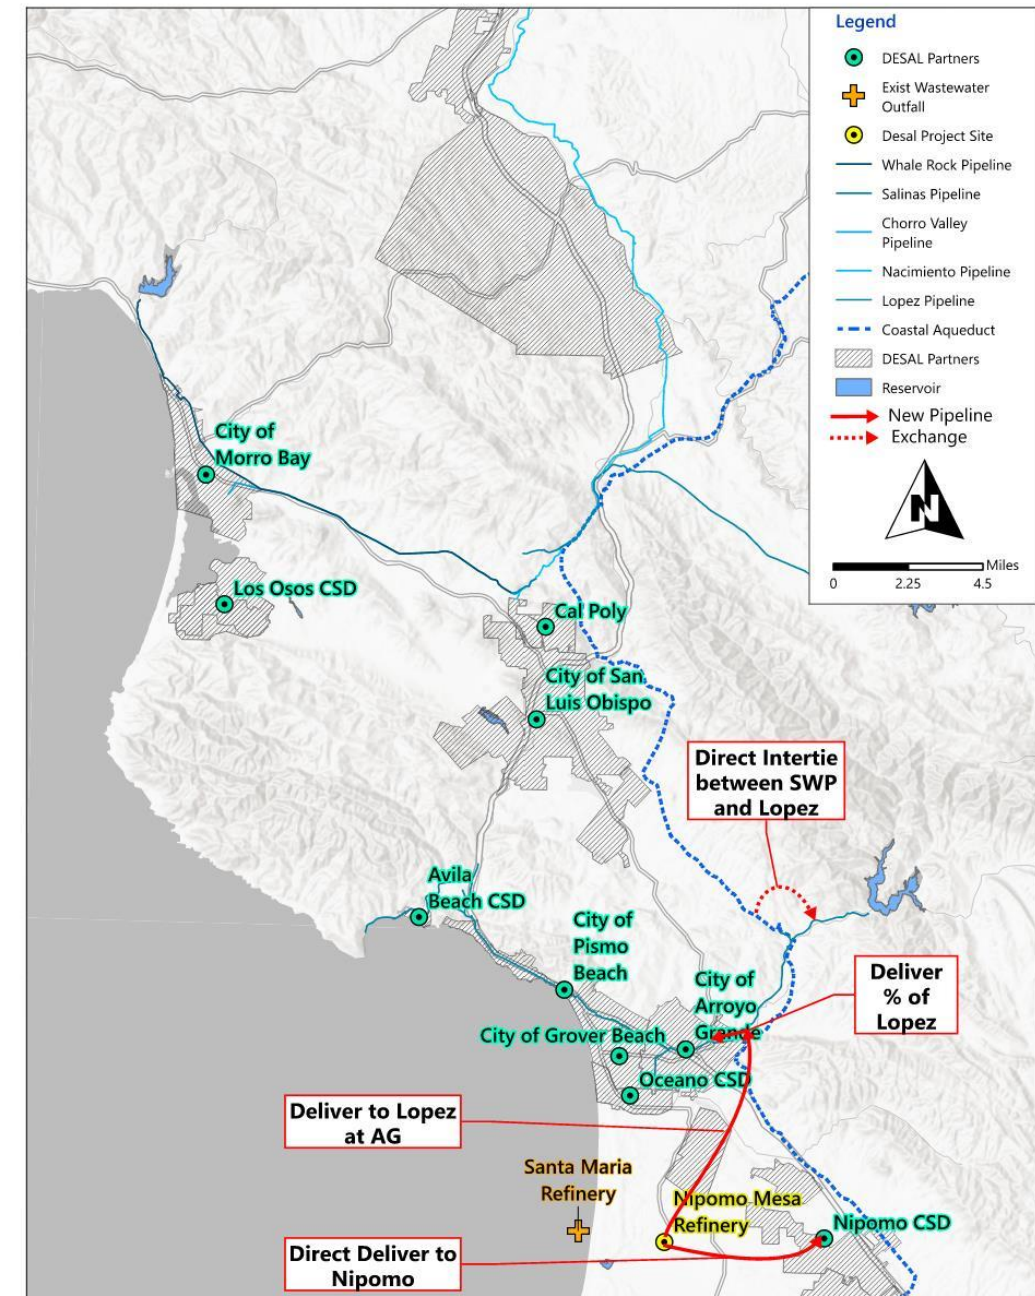 Legend
DESAL Partners
Exist Wastewater
Outfall
Desal Project Site
Whale Rock Pipeline
Salinas Pipeline
Chorro Valley
Pipeline
Nacimiento Pipeline
Lopez Pipeline
Coastal Aqueduct
DESAL Partners
Reservoir
New Pipeline
Exchange
N
Miles
0 2.25 4.5
City of
Morro Bay
Los Osos CSD
Cal Poly
City of San
Luis Obispo
Direct Intertie
between SWP
and Lopez
Avila
Beach CSD
City of
Pismo
Beach
City of
Arroyo
Grande
Deliver
% of
Lopez
City of Grover Beach
Oceano CSD
Deliver to Lopez
at AG
Santa Maria
Refinery
Nipomo Mesa
Refinery
Nipomo CSD
Direct Deliver to
Nipomo